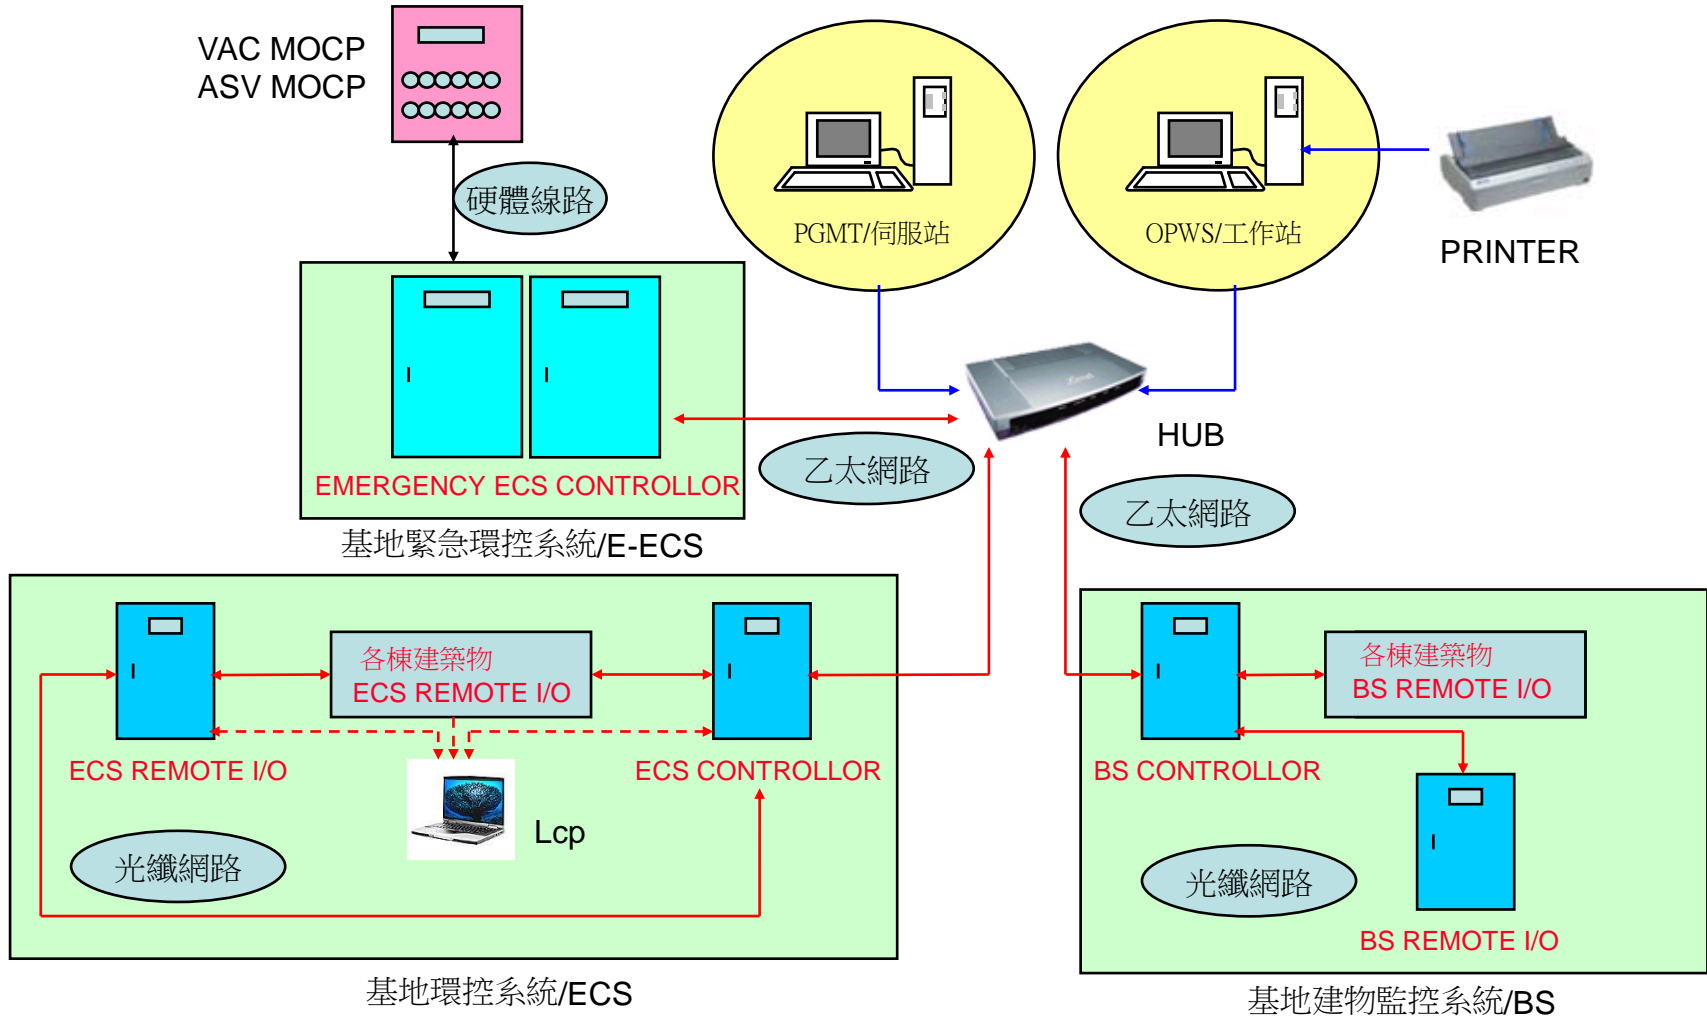 VAC MOCP
ASV MOCP
硬體線路
PGMT/伺服站
OPWS/工作站
PRINTER
HUB
EMERGENCY ECS CONTROLLOR
乙太網路
乙太網路
基地緊急環控系統/E-ECS
各棟建築物
ECS REMOTE I/O
各棟建築物
BS REMOTE I/O
ECS REMOTE I/O
ECS CONTROLLOR
BS CONTROLLOR
Lcp
光纖網路
光纖網路
BS REMOTE I/O
基地環控系統/ECS
基地建物監控系統/BS